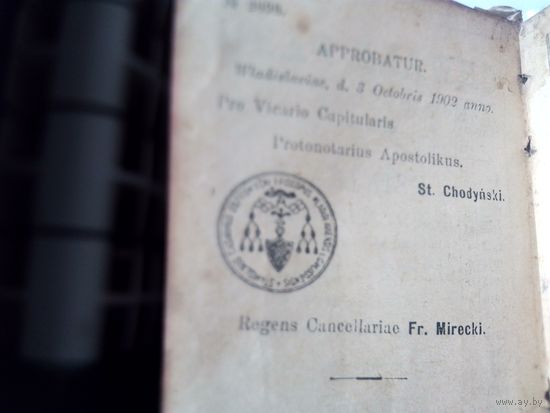 APPROBATUR.
Wladislaviae, d. 3 Octobris 1902 anno.
Pro Vicario Capitularis
Protonotarius Apostolikus.
St. Chodyński.
Regens Cancellariae Fr. Mirecki.
www.ay.by